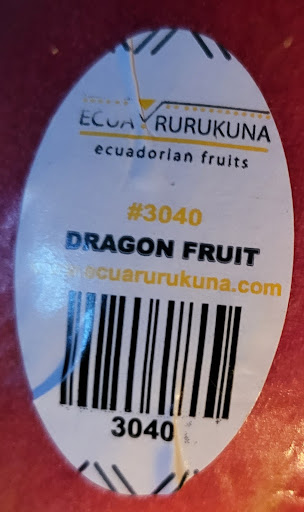 ECUA RURUKUNA
ecuadorian fruits
#3040
DRAGON FRUIT
ecuarurukuna.com
3040